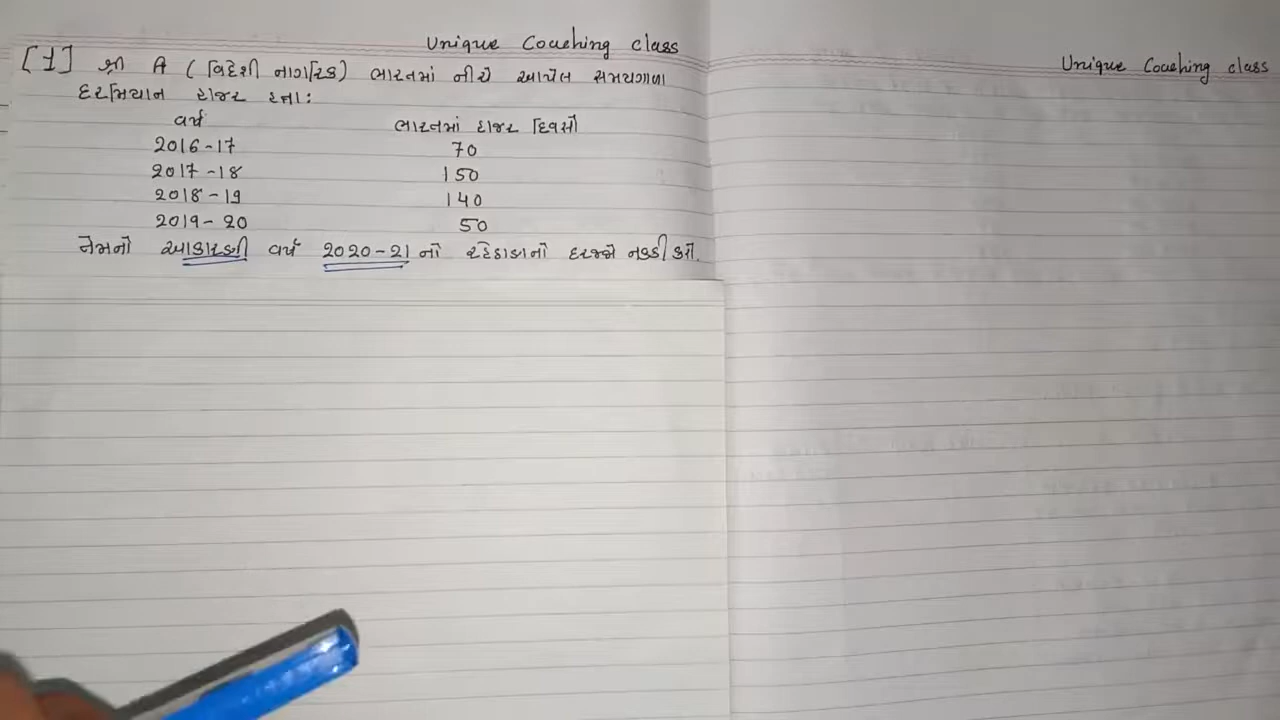 Unique Coaching class
Unique Coaching class
[1] શ્રી A ( વિદેશી નાગરિક) ભારતમાં નીચે આપેલ સમયગાળા
દરમિયાન હાજર હતા:
વર્ષ ભારતમાં હાજર દિવસો
2016-17 70
2017-18 150
2018-19 140
2019-20 50
તેમનો આકારણી વર્ષ 2020-21 નો રહેઠાણનો દરજ્જો નક્કી કરો.